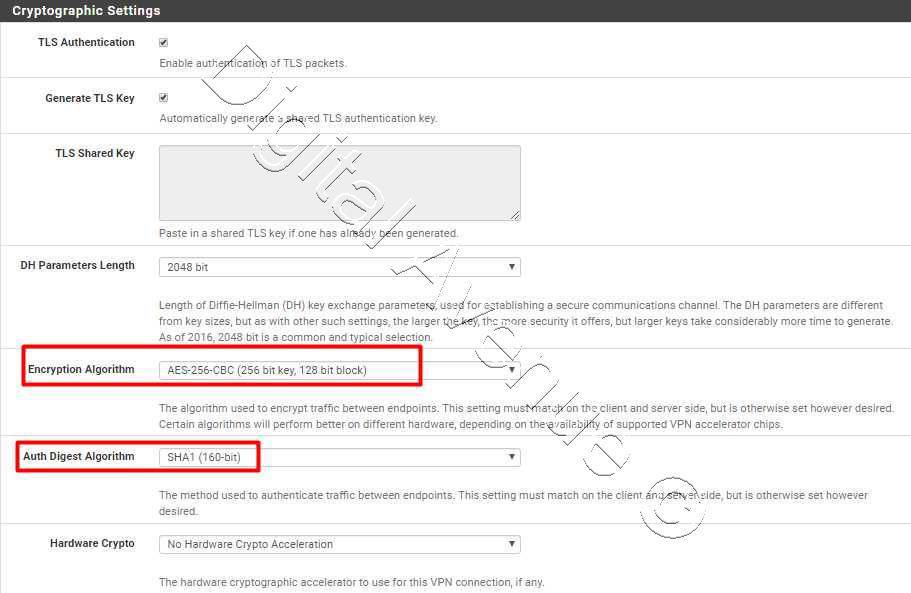 Cryptographic Settings
TLS Authentication
Enable authentication of TLS packets.
Generate TLS Key
Automatically generate a shared TLS authentication key.
TLS Shared Key
Paste in a shared TLS key if one has already been generated.
DH Parameters Length
2048 bit
Length of Diffie-Hellman (DH) key exchange parameters, used for establishing a secure communications channel. The DH parameters are different
from key sizes, but as with other such settings, the larger the key, the more security it offers, but larger keys take considerably more time to generate.
As of 2016, 2048 bit is a common and typical selection.
Encryption Algorithm
AES-256-CBC (256 bit key, 128 bit block)
The algorithm used to encrypt traffic between endpoints. This setting must match on the client and server side, but is otherwise set however desired.
Certain algorithms will perform better on different hardware, depending on the availability of supported VPN accelerator chips.
Auth Digest Algorithm
SHA1 (160-bit)
The method used to authenticate traffic between endpoints. This setting must match on the client and server side, but is otherwise set however
desired.
Hardware Crypto
No Hardware Crypto Acceleration
The hardware cryptographic accelerator to use for this VPN connection, if any.
Digital